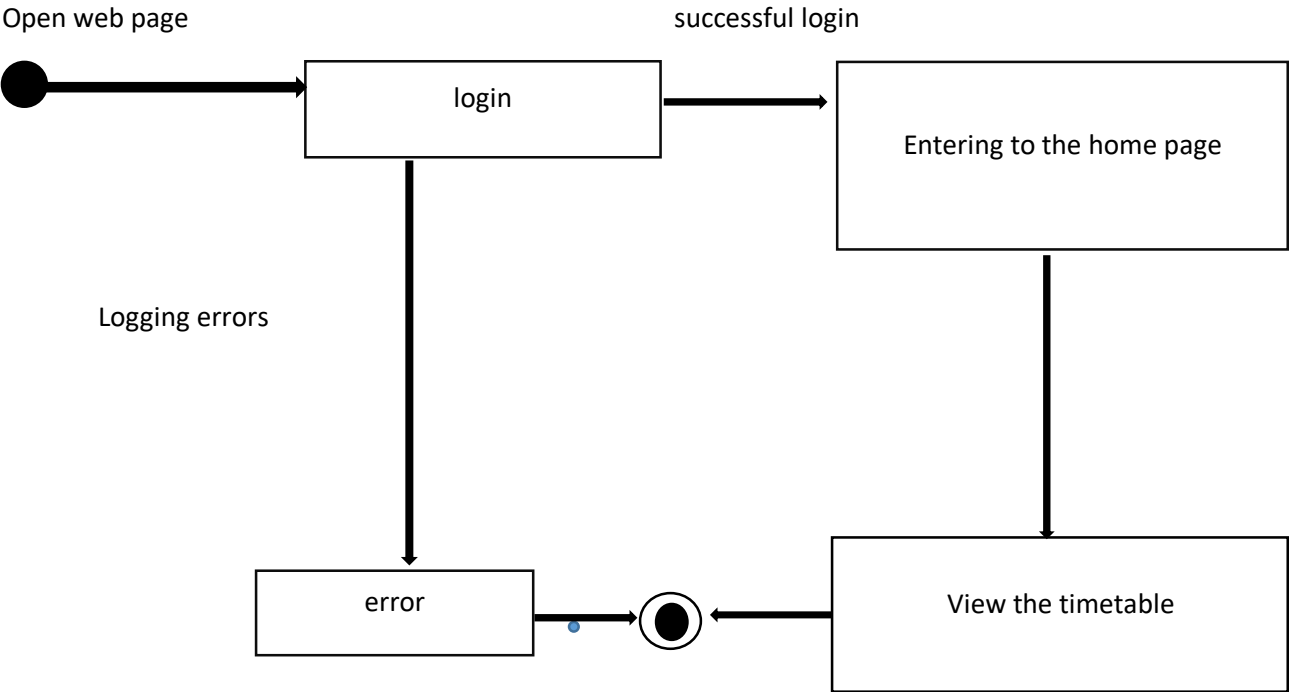 Open web page
successful login
login
Entering to the home page
Logging errors
error
View the timetable